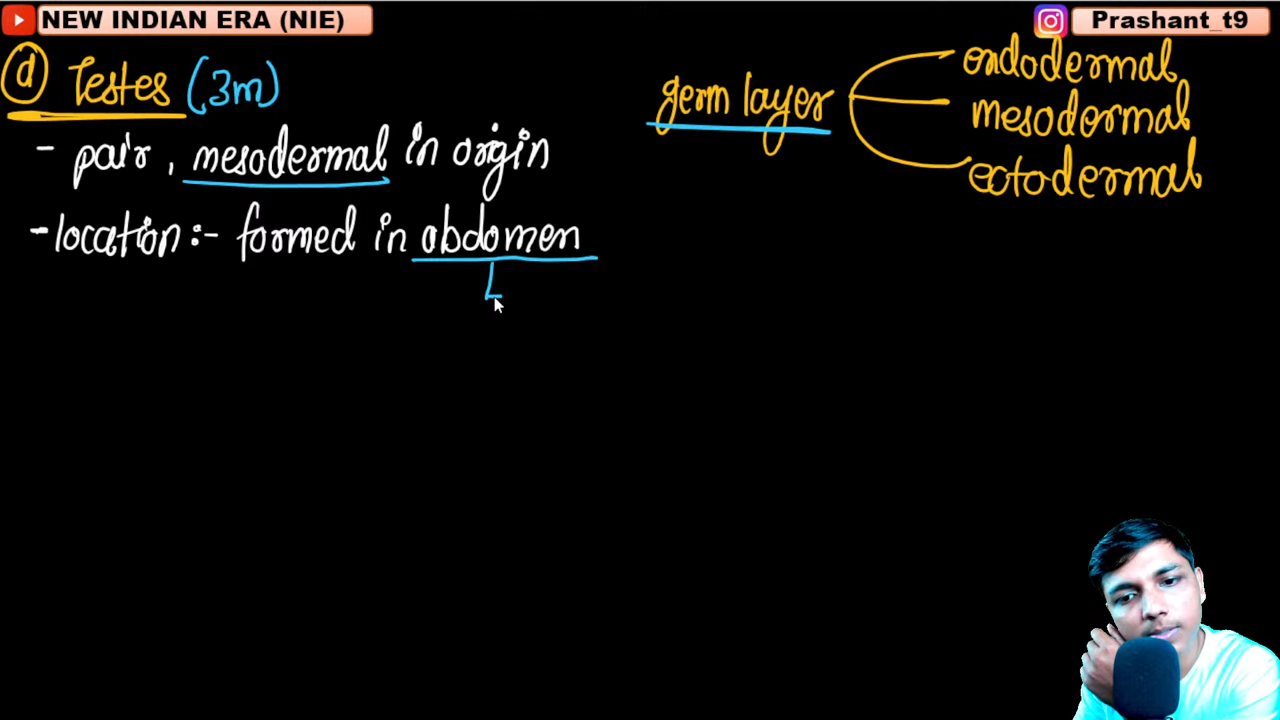 NEW INDIAN ERA (NIE)
Prashant_t9
d Testes (3m)
- pair, mesodermal in origin
- location :- formed in abdomen
germ layer
endodermal
mesodermal
ectodermal